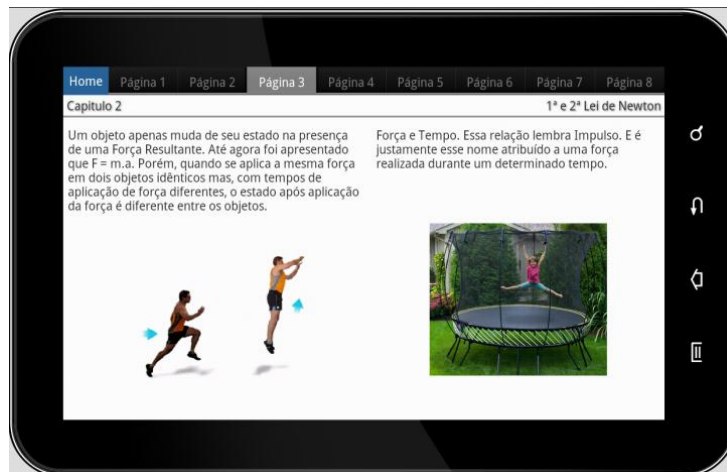 Home Página 1 Página 2 Página 3 Página 4 Página 5 Página 6 Página 7 Página 8
Capitulo 2
1ª e 2ª Lei de Newton
Um objeto apenas muda de seu estado na presença
de uma Força Resultante. Até agora foi apresentado
que F = m.a. Porém, quando se aplica a mesma força
em dois objetos idênticos mas, com tempos de
aplicação de força diferentes, o estado após aplicação
da força é diferente entre os objetos.
Força e Tempo. Essa relação lembra Impulso. E é
justamente esse nome atribuído a uma força
realizada durante um determinado tempo.